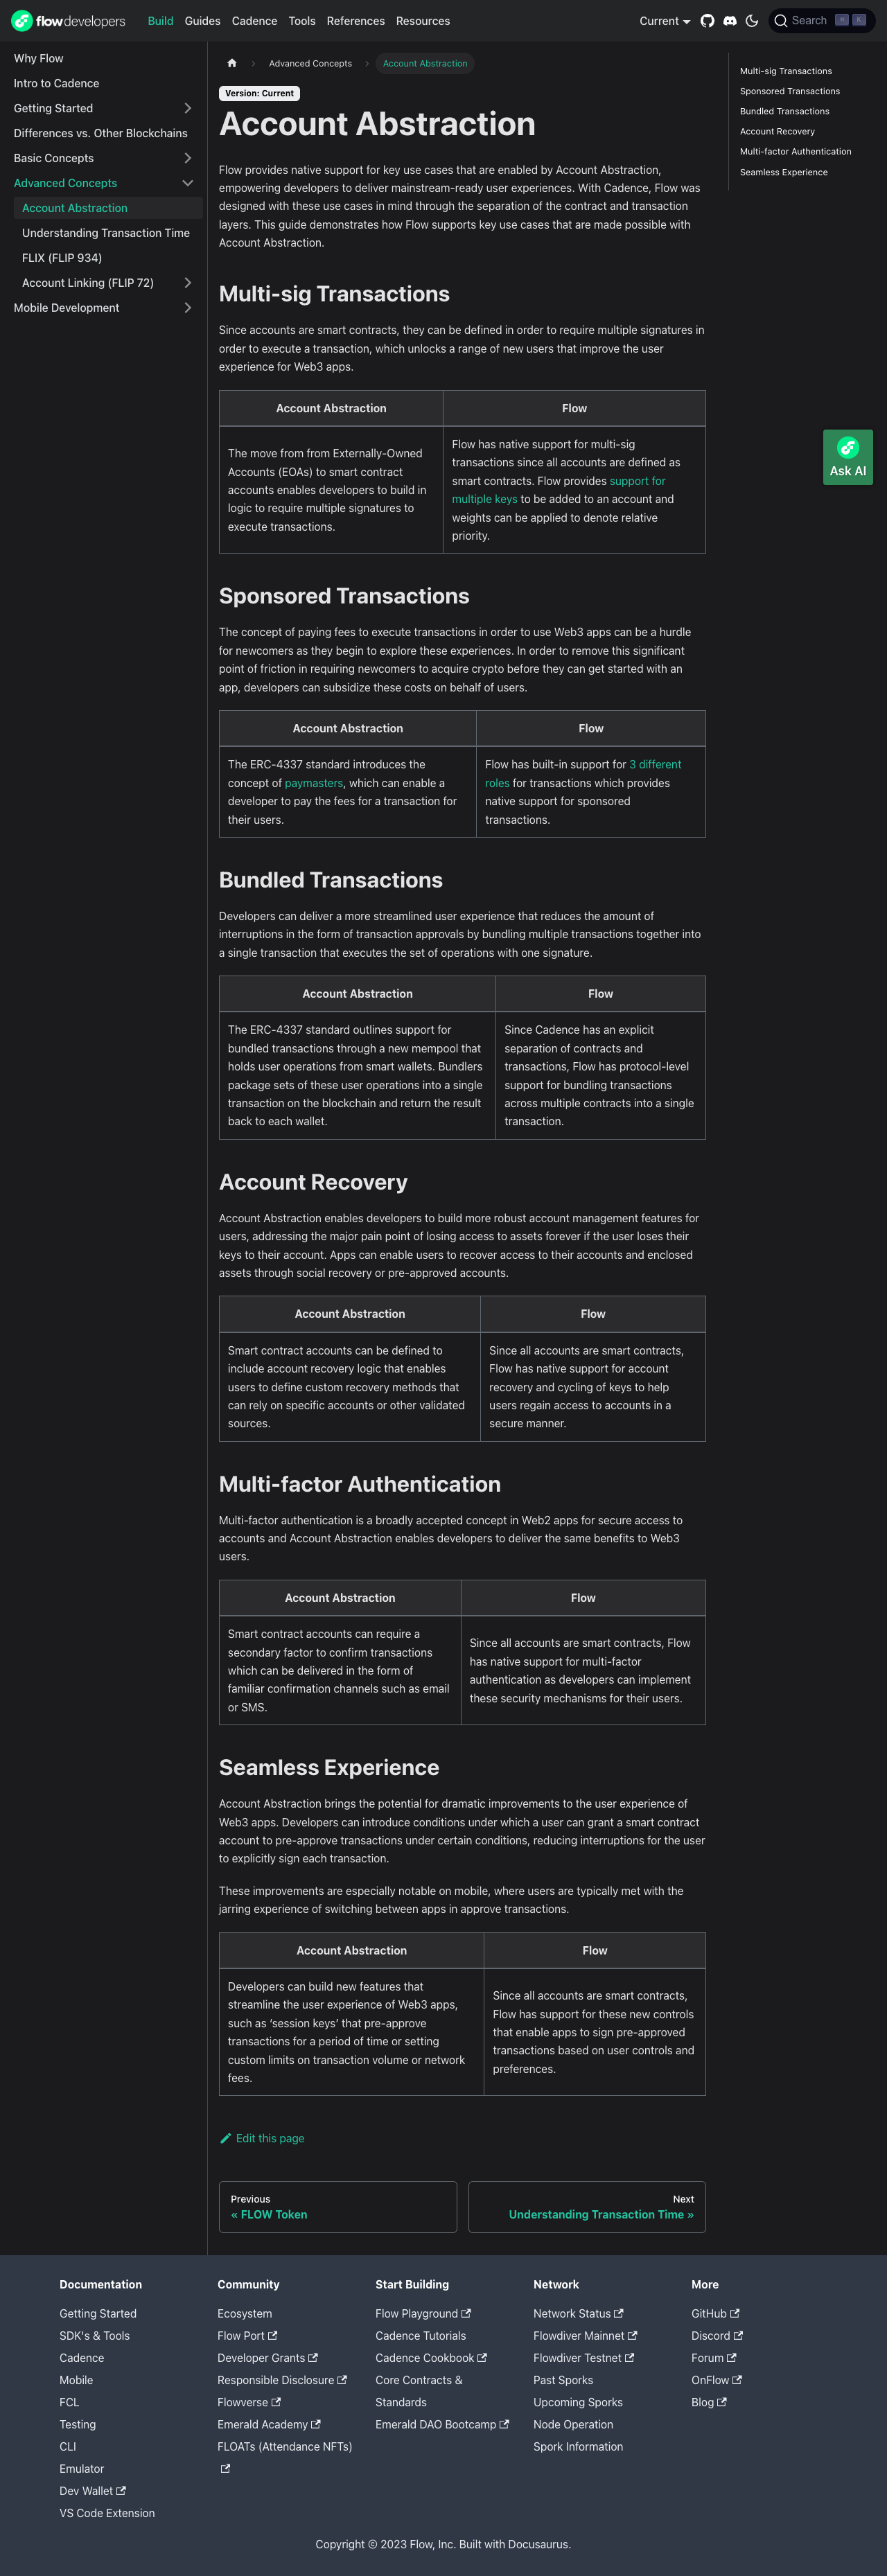 flowdevelopers
Build Guides Cadence Tools References Resources
Current
Search ⌘ K
Why Flow
Intro to Cadence
Getting Started
Differences vs. Other Blockchains
Basic Concepts
Advanced Concepts
Account Abstraction
Understanding Transaction Time
FLIX (FLIP 934)
Account Linking (FLIP 72)
Mobile Development
Advanced Concepts > Account Abstraction
Version: Current
Account Abstraction
Flow provides native support for key use cases that are enabled by Account Abstraction,
empowering developers to deliver mainstream-ready user experiences. With Cadence, Flow was
designed with these use cases in mind through the separation of the contract and transaction
layers. This guide demonstrates how Flow supports key use cases that are made possible with
Account Abstraction.
Multi-sig Transactions
Since accounts are smart contracts, they can be defined in order to require multiple signatures in
order to execute a transaction, which unlocks a range of new users that improve the user
experience for Web3 apps.
Account Abstraction
Flow
The move from from Externally-Owned
Accounts (EOAs) to smart contract
accounts enables developers to build in
logic to require multiple signatures to
execute transactions.
Flow has native support for multi-sig
transactions since all accounts are defined as
smart contracts. Flow provides support for
multiple keys to be added to an account and
weights can be applied to denote relative
priority.
Sponsored Transactions
The concept of paying fees to execute transactions in order to use Web3 apps can be a hurdle
for newcomers as they begin to explore these experiences. In order to remove this significant
point of friction in requiring newcomers to acquire crypto before they can get started with an
app, developers can subsidize these costs on behalf of users.
Account Abstraction
Flow
The ERC-4337 standard introduces the
concept of paymasters, which can enable a
developer to pay the fees for a transaction for
their users.
Flow has built-in support for 3 different
roles for transactions which provides
native support for sponsored
transactions.
Bundled Transactions
Developers can deliver a more streamlined user experience that reduces the amount of
interruptions in the form of transaction approvals by bundling multiple transactions together into
a single transaction that executes the set of operations with one signature.
Account Abstraction
Flow
The ERC-4337 standard outlines support for
bundled transactions through a new mempool that
holds user operations from smart wallets. Bundlers
package sets of these user operations into a single
transaction on the blockchain and return the result
back to each wallet.
Since Cadence has an explicit
separation of contracts and
transactions, Flow has protocol-level
support for bundling transactions
across multiple contracts into a single
transaction.
Account Recovery
Account Abstraction enables developers to build more robust account management features for
users, addressing the major pain point of losing access to assets forever if the user loses their
keys to their account. Apps can enable users to recover access to their accounts and enclosed
assets through social recovery or pre-approved accounts.
Account Abstraction
Flow
Smart contract accounts can be defined to
include account recovery logic that enables
users to define custom recovery methods that
can rely on specific accounts or other validated
sources.
Since all accounts are smart contracts,
Flow has native support for account
recovery and cycling of keys to help
users regain access to accounts in a
secure manner.
Multi-factor Authentication
Multi-factor authentication is a broadly accepted concept in Web2 apps for secure access to
accounts and Account Abstraction enables developers to deliver the same benefits to Web3
users.
Account Abstraction
Flow
Smart contract accounts can require a
secondary factor to confirm transactions
which can be delivered in the form of
familiar confirmation channels such as email
or SMS.
Since all accounts are smart contracts, Flow
has native support for multi-factor
authentication as developers can implement
these security mechanisms for their users.
Seamless Experience
Account Abstraction brings the potential for dramatic improvements to the user experience of
Web3 apps. Developers can introduce conditions under which a user can grant a smart contract
account to pre-approve transactions under certain conditions, reducing interruptions for the user
to explicitly sign each transaction.
These improvements are especially notable on mobile, where users are typically met with the
jarring experience of switching between apps in approve transactions.
Account Abstraction
Flow
Developers can build new features that
streamline the user experience of Web3 apps,
such as ‘session keys’ that pre-approve
transactions for a period of time or setting
custom limits on transaction volume or network
fees.
Since all accounts are smart contracts,
Flow has support for these new controls
that enable apps to sign pre-approved
transactions based on user controls and
preferences.
Edit this page
Previous
« FLOW Token
Next
Understanding Transaction Time »
Multi-sig Transactions
Sponsored Transactions
Bundled Transactions
Account Recovery
Multi-factor Authentication
Seamless Experience
Ask AI
Documentation
Getting Started
SDK's & Tools
Cadence
Mobile
FCL
Testing
CLI
Emulator
Dev Wallet
VS Code Extension
Community
Ecosystem
Flow Port
Developer Grants
Responsible Disclosure
Flowverse
Emerald Academy
FLOATs (Attendance NFTs)
Start Building
Flow Playground
Cadence Tutorials
Cadence Cookbook
Core Contracts &
Standards
Emerald DAO Bootcamp
Network
Network Status
Flowdiver Mainnet
Flowdiver Testnet
Past Sporks
Upcoming Sporks
Node Operation
Spork Information
More
GitHub
Discord
Forum
OnFlow
Blog
Copyright © 2023 Flow, Inc. Built with Docusaurus.